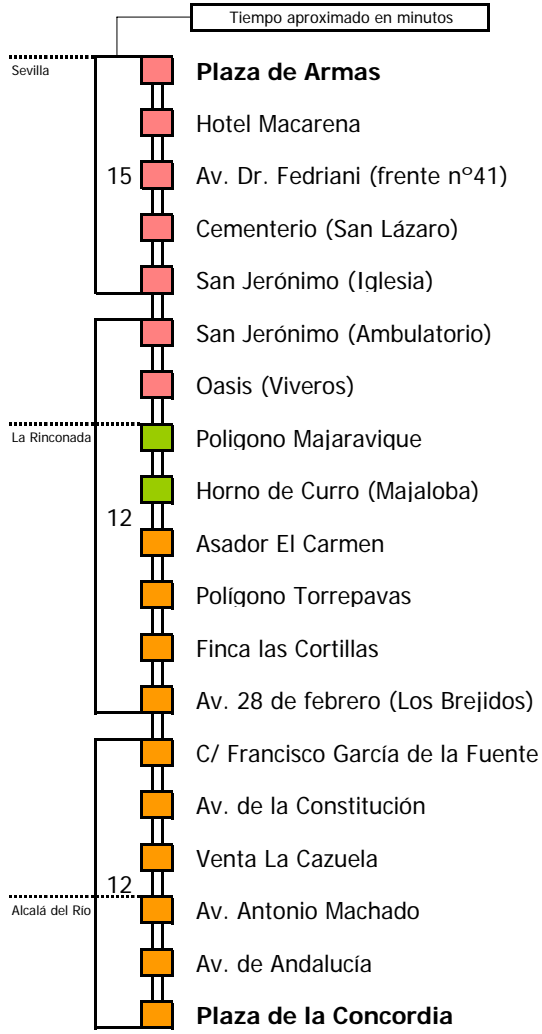 Tiempo aproximado en minutos
Sevilla
Plaza de Armas
Hotel Macarena
15
Av. Dr. Fedriani (frente nº41)
Cementerio (San Lázaro)
San Jerónimo (Iglesia)
San Jerónimo (Ambulatorio)
Oasis (Viveros)
La Rinconada
Poligono Majaravique
Horno de Curro (Majaloba)
12
Asador El Carmen
Polígono Torrepavas
Finca las Cortillas
Av. 28 de febrero (Los Brejidos)
C/ Francisco García de la Fuente
Av. de la Constitución
Venta La Cazuela
12
Alcalá del Río
Av. Antonio Machado
Av. de Andalucía
Plaza de la Concordia